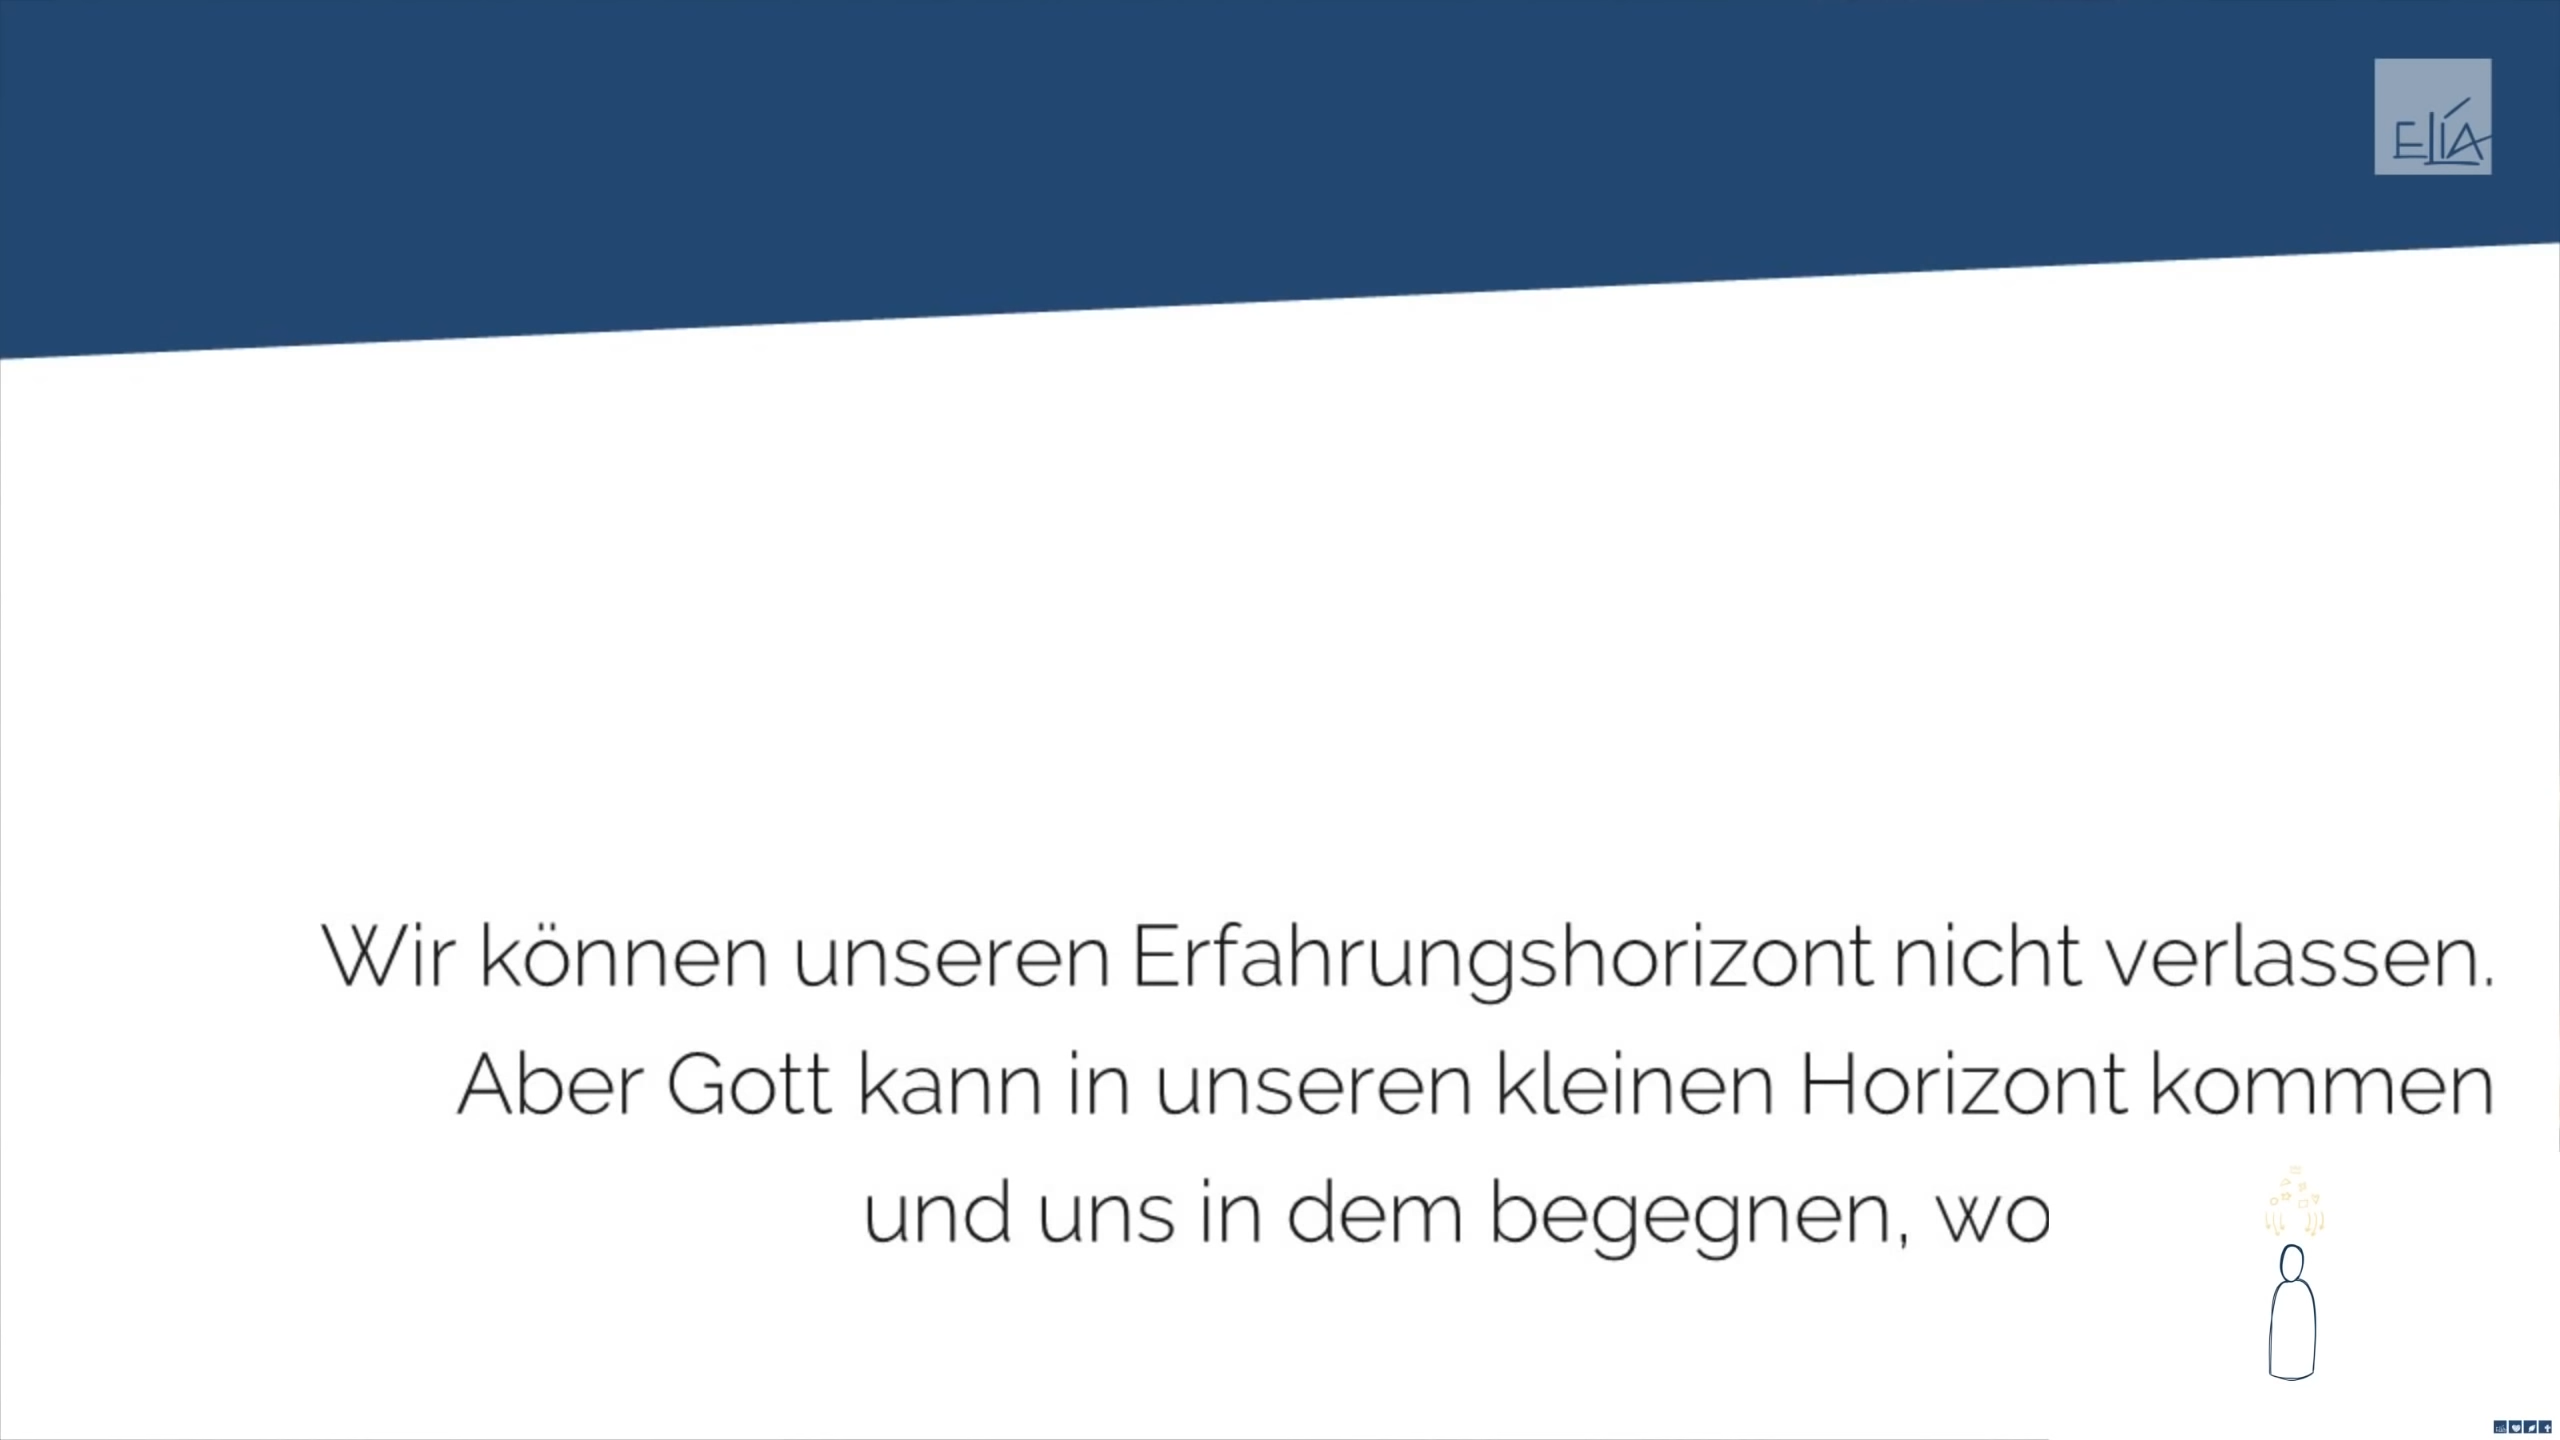 ELIA
Wir können unseren Erfahrungshorizont nicht verlassen.
Aber Gott kann in unseren kleinen Horizont kommen
und uns in dem begegnen, wo